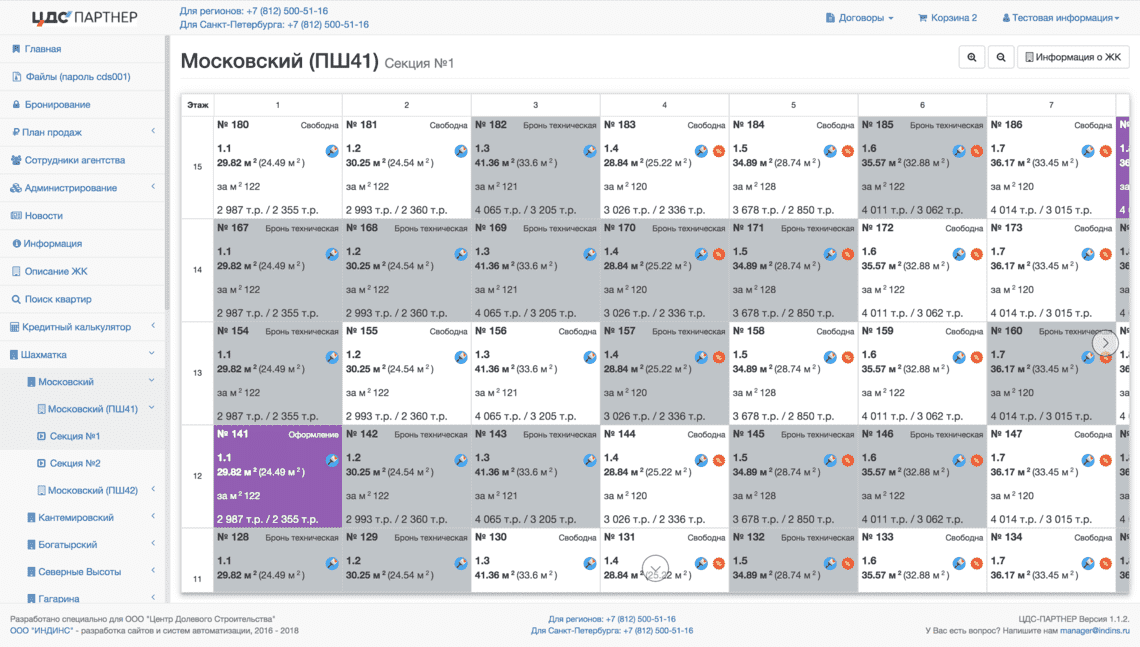 ЦДС ПАРТНЕР
Для регионов: +7 (812) 500-51-16
Для Санкт-Петербурга: +7 (812) 500-51-16
Договоры
Корзина 2
Тестовая информация
Главная
Файлы (пароль cds001)
Бронирование
План продаж
Сотрудники агентства
Администрирование
Новости
Информация
Описание ЖК
Поиск квартир
Кредитный калькулятор
Шахматка
Московский
Московский (ПШ41)
Секция №1
Секция №2
Московский (ПШ42)
Кантемировский
Богатырский
Северные Высоты
Гагарина
Московский (ПШ41) Секция №1
Информация о ЖК
Этаж 1 2 3 4 5 6 7
№ 180 Свободна № 181 Свободна № 182 Бронь техническая № 183 Свободна № 184 Свободна № 185 Бронь техническая № 186 Свободна №
1.1 1.2 1.3 1.4 1.5 1.6 1.7 1.
29.82 м² (24.49 м²) 30.25 м² (24.54 м²) 41.36 м² (33.6 м²) 28.84 м² (25.22 м²) 34.89 м² (28.74 м²) 35.57 м² (32.88 м²) 36.17 м² (33.45 м²) 36
15
за м² 122 за м² 122 за м² 121 за м² 120 за м² 128 за м² 122 за м² 120 за
2 987 т.р. / 2 355 т.р. 2 993 т.р. / 2 360 т.р. 4 065 т.р. / 3 205 т.р. 3 026 т.р. / 2 336 т.р. 3 678 т.р. / 2 850 т.р. 4 011 т.р. / 3 062 т.р. 4 014 т.р. / 3 015 т.р. 4
№ 167 Бронь техническая № 168 Бронь техническая № 169 Бронь техническая № 170 Бронь техническая № 171 Бронь техническая № 172 Свободна № 173 Свободна №
1.1 1.2 1.3 1.4 1.5 1.6 1.7 1.
29.82 м² (24.49 м²) 30.25 м² (24.54 м²) 41.36 м² (33.6 м²) 28.84 м² (25.22 м²) 34.89 м² (28.74 м²) 35.57 м² (32.88 м²) 36.17 м² (33.45 м²) 36
14
за м² 122 за м² 122 за м² 121 за м² 120 за м² 128 за м² 122 за м² 120 за
2 987 т.р. / 2 355 т.р. 2 993 т.р. / 2 360 т.р. 4 065 т.р. / 3 205 т.р. 3 026 т.р. / 2 336 т.р. 3 678 т.р. / 2 850 т.р. 4 011 т.р. / 3 062 т.р. 4 014 т.р. / 3 015 т.р. 4
№ 154 Бронь техническая № 155 Свободна № 156 Свободна № 157 Бронь техническая № 158 Свободна № 159 Свободна № 160 Бронь техническая №
1.1 1.2 1.3 1.4 1.5 1.6 1.7
29.82 м² (24.49 м²) 30.25 м² (24.54 м²) 41.36 м² (33.6 м²) 28.84 м² (25.22 м²) 34.89 м² (28.74 м²) 35.57 м² (32.88 м²) 36.17 м² (33.45 м²) 36
13
за м² 122 за м² 122 за м² 121 за м² 120 за м² 128 за м² 122 за м² 120 за
2 987 т.р. / 2 355 т.р. 2 993 т.р. / 2 360 т.р. 4 065 т.р. / 3 205 т.р. 3 026 т.р. / 2 336 т.р. 3 678 т.р. / 2 850 т.р. 4 011 т.р. / 3 062 т.р. 4 014 т.р. / 3 015 т.р. 4
№ 141 Оформление № 142 Бронь техническая № 143 Бронь техническая № 144 Свободна № 145 Бронь техническая № 146 Бронь техническая № 147 Свободна №
1.1 1.2 1.3 1.4 1.5 1.6 1.7 1.
29.82 м² (24.49 м²) 30.25 м² (24.54 м²) 41.36 м² (33.6 м²) 28.84 м² (25.22 м²) 34.89 м² (28.74 м²) 35.57 м² (32.88 м²) 36.17 м² (33.45 м²) 36
12
за м² 122 за м² 122 за м² 121 за м² 120 за м² 128 за м² 122 за м² 120 за
2 987 т.р. / 2 355 т.р. 2 993 т.р. / 2 360 т.р. 4 065 т.р. / 3 205 т.р. 3 026 т.р. / 2 336 т.р. 3 678 т.р. / 2 850 т.р. 4 011 т.р. / 3 062 т.р. 4 014 т.р. / 3 015 т.р. 4
№ 128 Бронь техническая № 129 Бронь техническая № 130 Свободна № 131 Свободна № 132 Бронь техническая № 133 Свободна № 134 Свободна №
1.1 1.2 1.3 1.4 1.5 1.6 1.7 1.
29.82 м² (24.49 м²) 30.25 м² (24.54 м²) 41.36 м² (33.6 м²) 28.84 м² (25.22 м²) 34.89 м² (28.74 м²) 35.57 м² (32.88 м²) 36.17 м² (33.45 м²) 36
11
Разработано специально для ООО "Центр Долевого Строительства"
ООО "ИНДИНС" - разработка сайтов и систем автоматизации, 2016 - 2018
Для регионов: +7 (812) 500-51-16
Для Санкт-Петербурга: +7 (812) 500-51-16
ЦДС-ПАРТНЕР Версия 1.1.2.
У Вас есть вопрос? Напишите нам manager@indins.ru